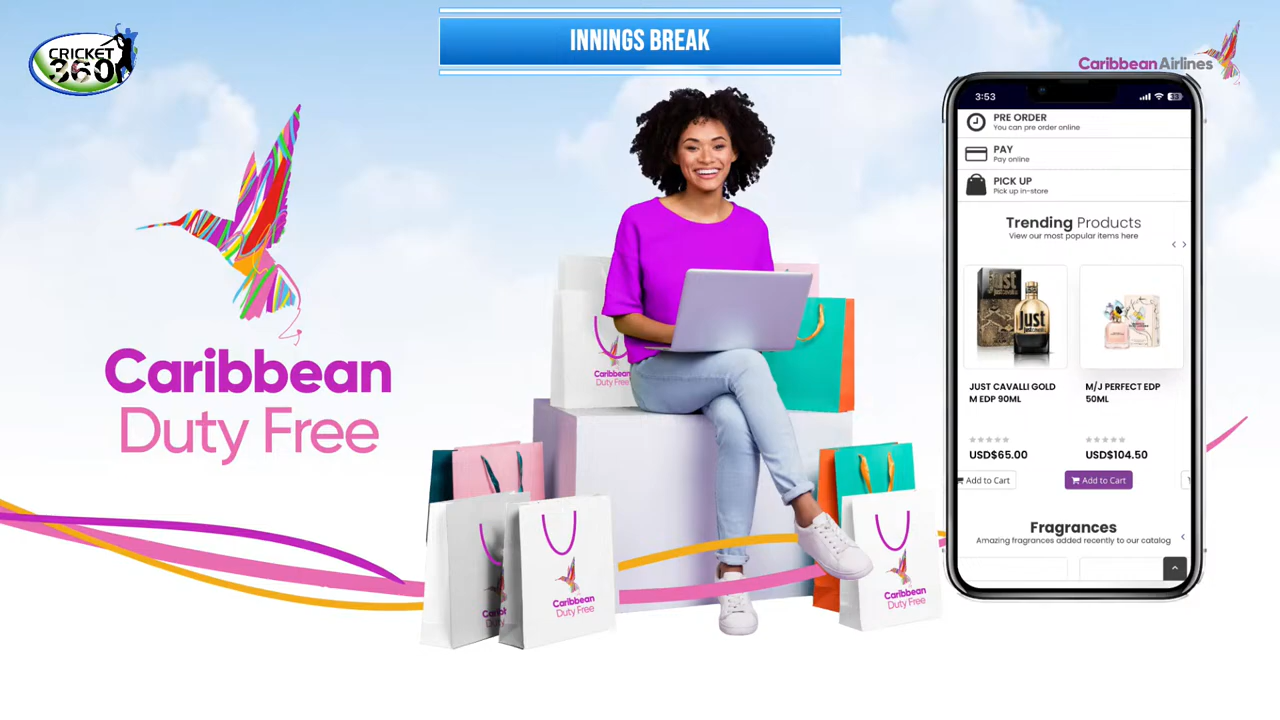 CRICKET
360
INNINGS BREAK
Caribbean Airlines
Caribbean
Duty Free
Caribbean
Duty Free
Caribbean
Duty Free
Caribbean
Duty Free
3:53
33
PRE ORDER
You can pre order online
PAY
Pay online
PICK UP
Pick up in-store
Trending Products
View our most popular items here
JUST CAVALLI GOLD
M EDP 90ML
M/J PERFECT EDP
50ML
USD$65.00
USD$104.50
Add to Cart
Add to Cart
Fragrances
Amazing fragrances added recently to our catalog
just
just